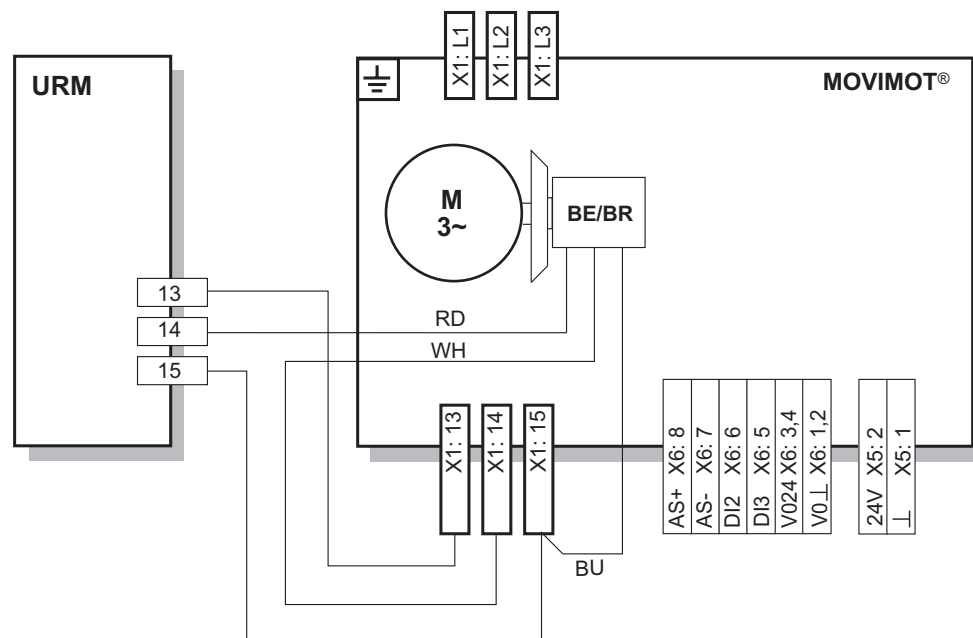 X1: L1
X1: L2
X1: L3
URM
MOVIMOT®
M
3~
BE/BR
13
14
15
RD
WH
X1: 13
X1: 14
X1: 15
AS+ X6: 8
AS- X6: 7
DI2 X6: 6
DI3 X6: 5
V024 X6: 3,4
V0⊥ X6: 1,2
24V X5: 2
⊥ X5: 1
BU